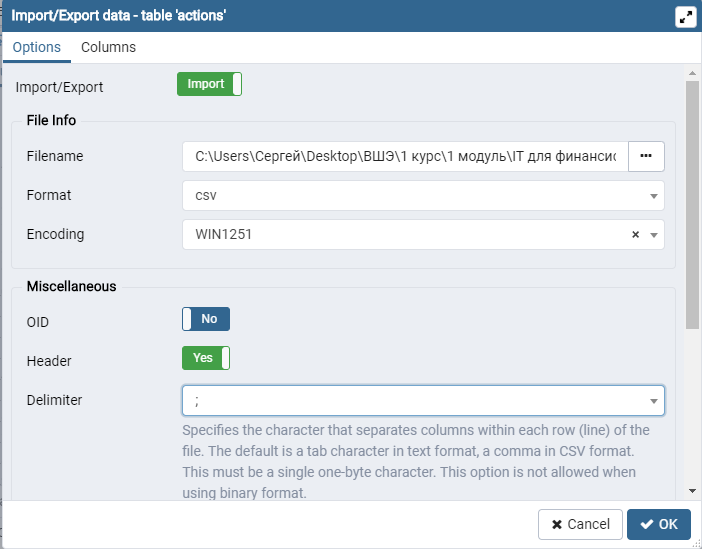 Import/Export data - table 'actions'
Options Columns
Import/Export Import
File Info
Filename C:\Users\Сергей\Desktop\ВШЭ\1 курс\1 модуль\IT для финансис ...
Format csv
Encoding WIN1251 ×
Miscellaneous
OID No
Header Yes
Delimiter ;
Specifies the character that separates columns within each row (line) of
the file. The default is a tab character in text format, a comma in CSV format.
This must be a single one-byte character. This option is not allowed when
using binary format.
Cancel OK